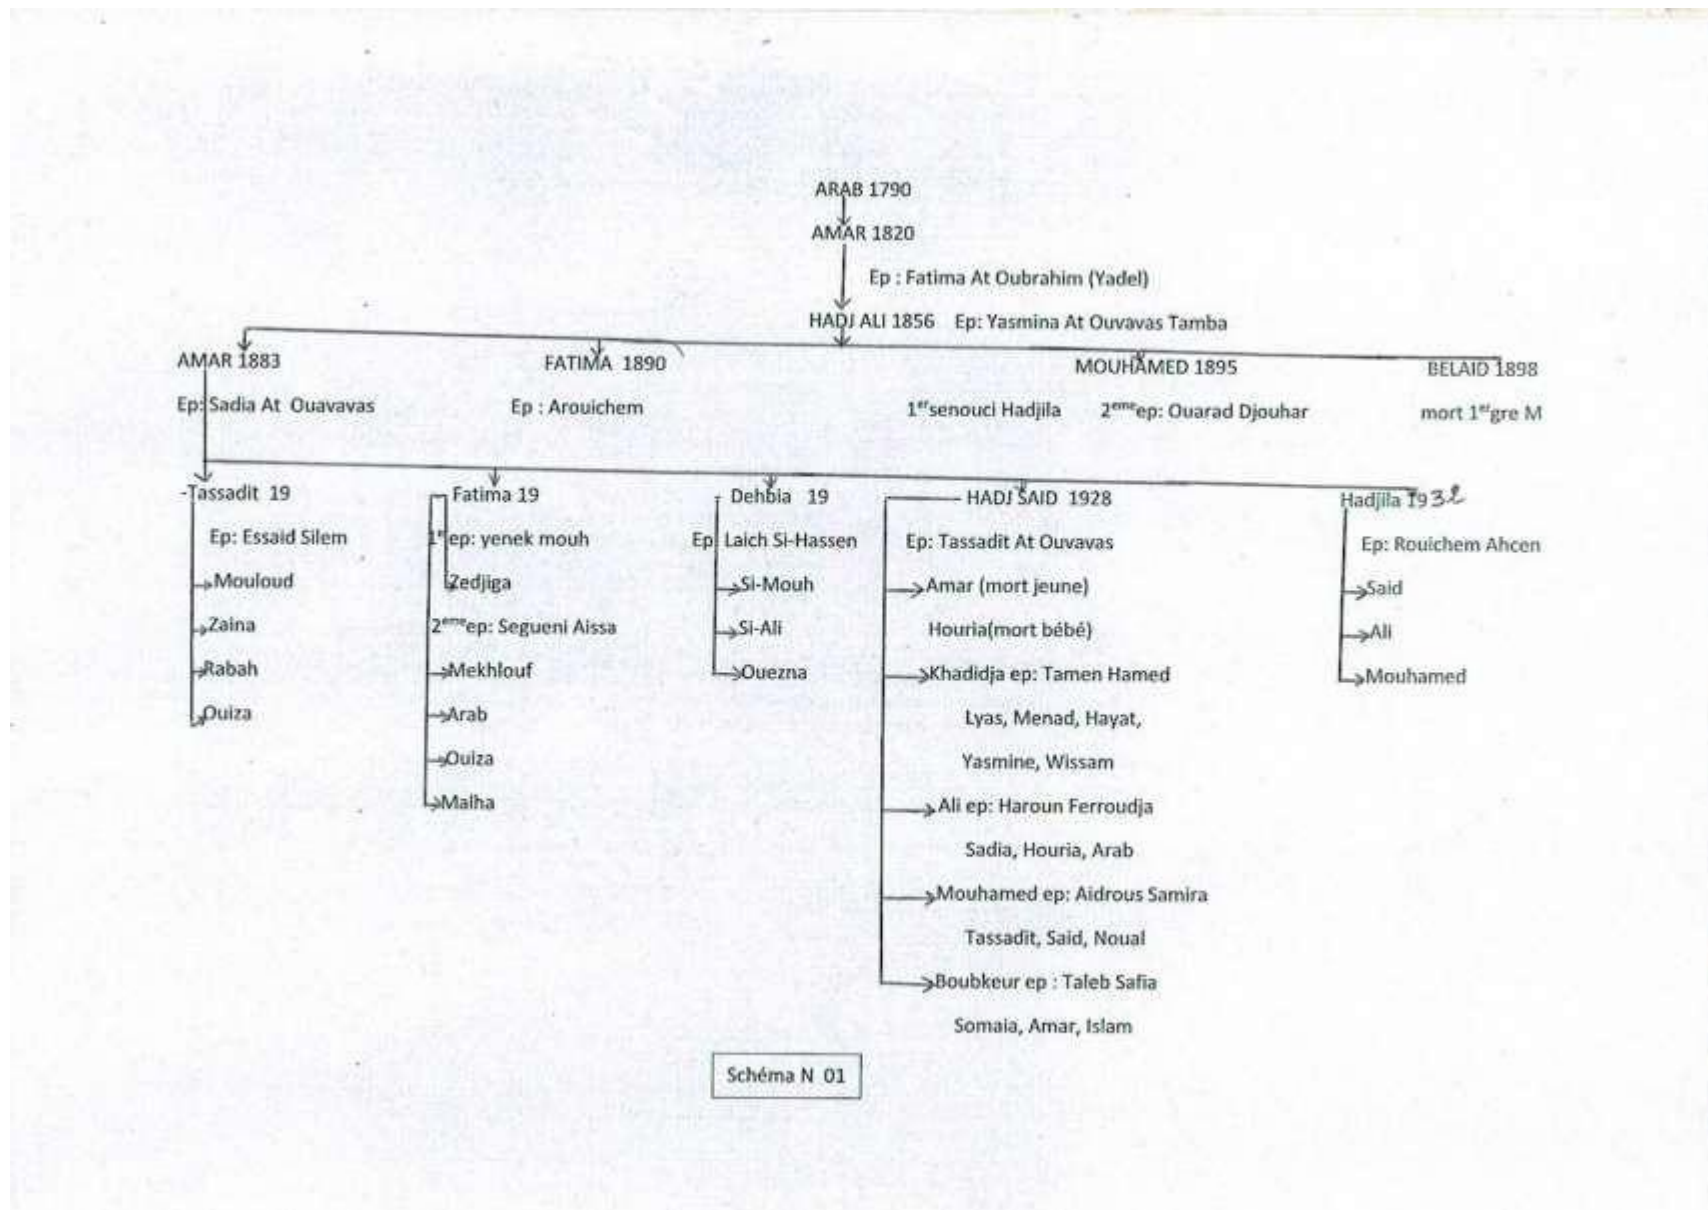 ARAB 1790
AMAR 1820
Ep : Fatima At Oubrahim (Yadel)
HADJ ALI 1856 Ep: Yasmina At Ouvavas Tamba
AMAR 1883
FATIMA 1890
MOUHAMED 1895
BELAID 1898
Ep: Sadia At Ouavavas
Ep : Arouichem
1er senouci Hadjila 2eme ep: Ouarad Djouhar
mort 1er gre M
-Tassadit 19
Ep: Essaid Silem
Mouloud
Zaina
Rabah
Ouiza
Fatima 19
1er ep: yenek mouh
Zedjiga
2eme ep: Segueni Aissa
Mekhlouf
Arab
Ouiza
Malha
Dehbia 19
Ep Laich Si-Hassen
Si-Mouh
Si-Ali
Ouezna
HADJ SAID 1928
Ep: Tassadit At Ouvavas
Amar (mort jeune)
Houria(mort bébé)
Khadidja ep: Tamen Hamed
Lyas, Menad, Hayat,
Yasmine, Wissam
Ali ep: Haroun Ferroudja
Sadia, Houria, Arab
Mouhamed ep: Aidrous Samira
Tassadit, Said, Noual
Boubkeur ep : Taleb Safia
Somaia, Amar, Islam
Hadjila 1932
Ep: Rouichem Ahcen
Said
Ali
Mouhamed
Schéma N 01